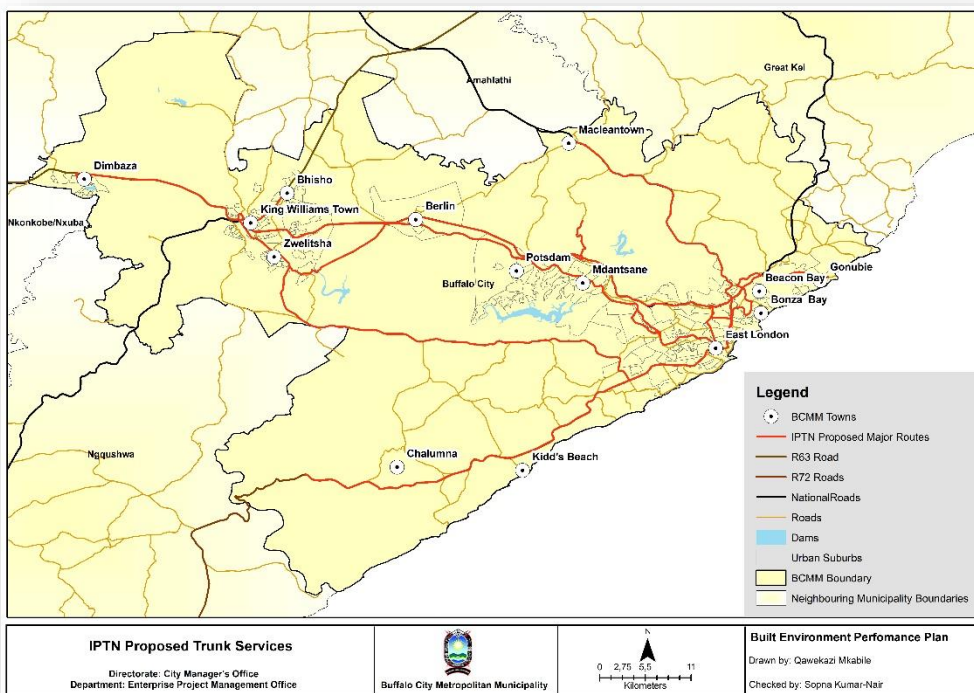 Great Kei
Amahlathi
Macleantown
Dimbaza
Bhisho
King Williams Town
Berlin
Nkonkobe/Nxuba
Zwelitsha
Potsdam
Mdantsane
Buffalo City
Gonubie
Beacon Bay
Bonza Bay
East London
Ngqushwa
Chalumna
Kidd's Beach
Legend
BCMM Towns
IPTN Proposed Major Routes
R63 Road
R72 Roads
NationalRoads
Roads
Dams
Urban Suburbs
BCMM Boundary
Neighbouring Municipality Boundaries
IPTN Proposed Trunk Services
Directorate: City Manager's Office
Department: Enterprise Project Management Office
Buffalo City Metropolitan Municipality
N
0 2,75 5,5 11
Kilometers
Built Environment Perfomance Plan
Drawn by: Qawekazi Mkabile
Checked by: Sopna Kumar-Nair